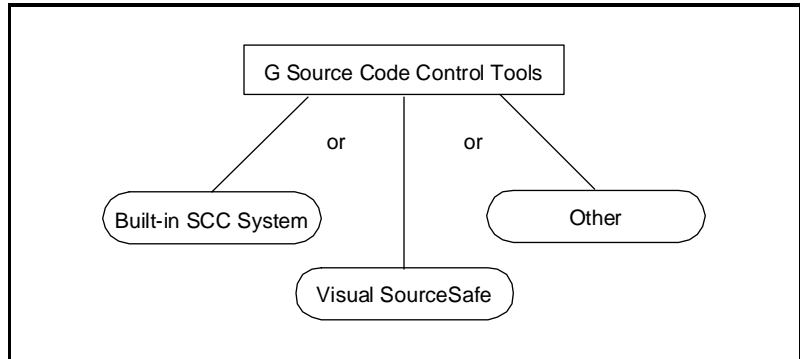 G Source Code Control Tools
or
or
Built-in SCC System
Other
Visual SourceSafe